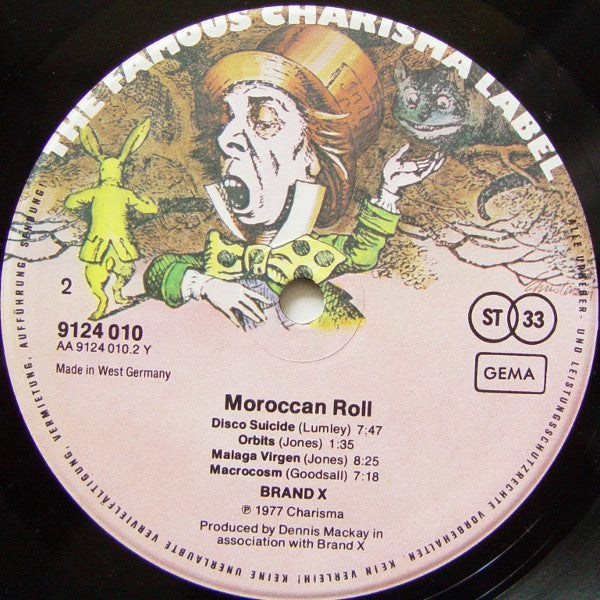 THE FAMOUS CHARISMA LABEL
2
9124 010
AA 9124 010.2 Y
Made in West Germany
ST 33
GEMA
Moroccan Roll
Disco Suicide (Lumley) 7:47
Orbits (Jones) 1:35
Malaga Virgen (Jones) 8:25
Macrocosm (Goodsall) 7:18
BRAND X
℗ 1977 Charisma
Produced by Dennis Mackay in
association with Brand X
ALLE URHEBER- UND LEISTUNGSSCHUTZRECHTE VORBEHALTEN. KEIN VERLEIH! KEINE UNERLAUBTE VERVIELFÄLTIGUNG, VERMIETUNG, AUFFÜHRUNG, SENDUNG!